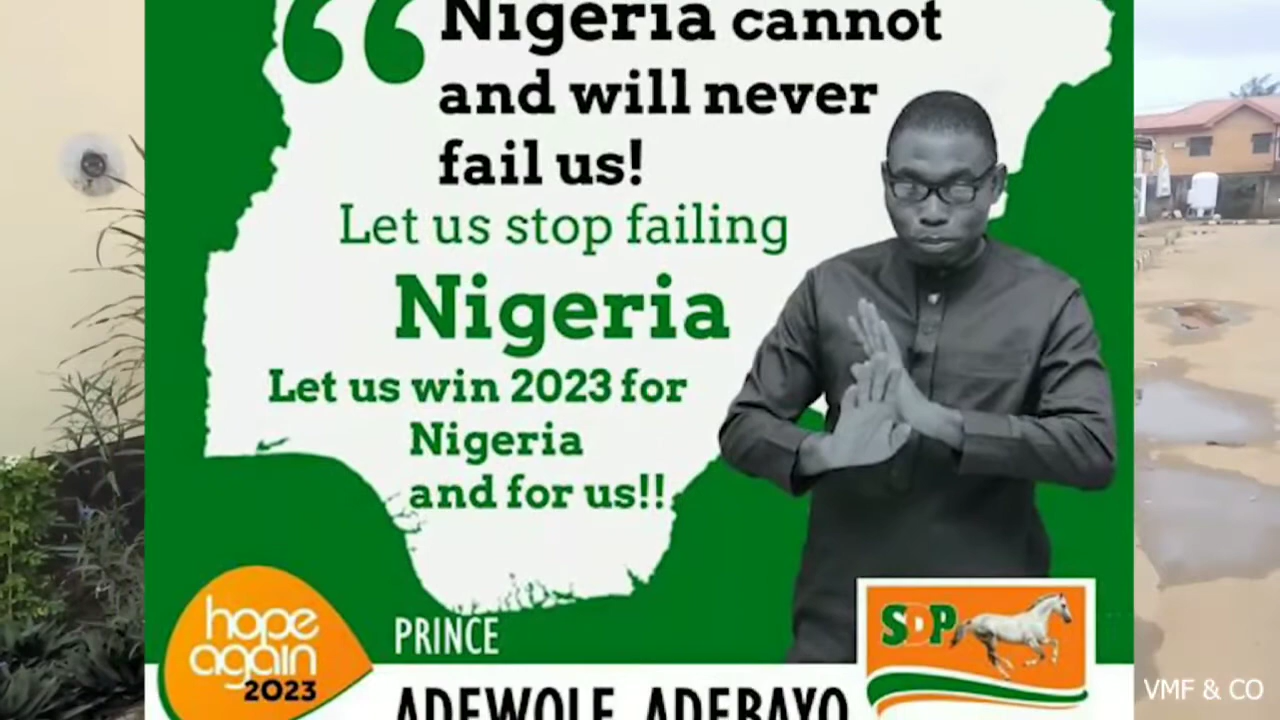 Nigeria cannot
and will never
fail us!
Let us stop failing
Nigeria
Let us win 2023 for
Nigeria
and for us!!
hope
again
2023
PRINCE
ADEWOLE ADEBAYO
SDP
VMF & CO